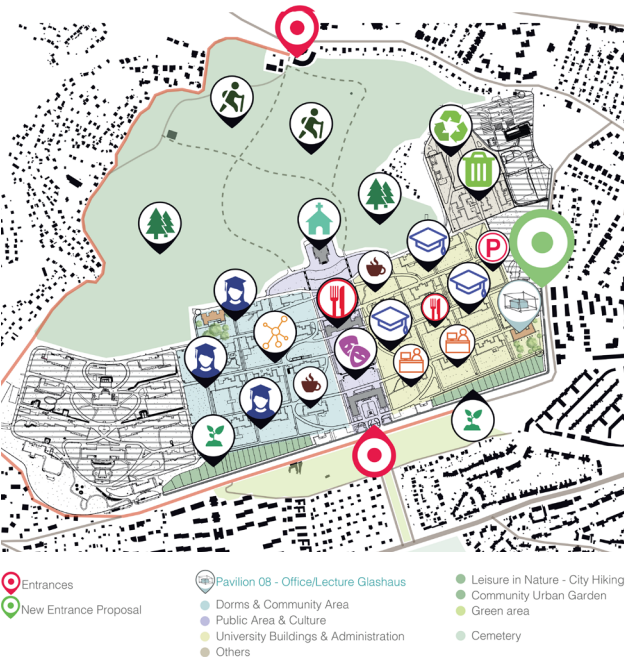 P
Entrances
New Entrance Proposal
Pavilion 08 - Office/Lecture Glashaus
Dorms & Community Area
Public Area & Culture
University Buildings & Administration
Others
Leisure in Nature - City Hiking
Community Urban Garden
Green area
Cemetery